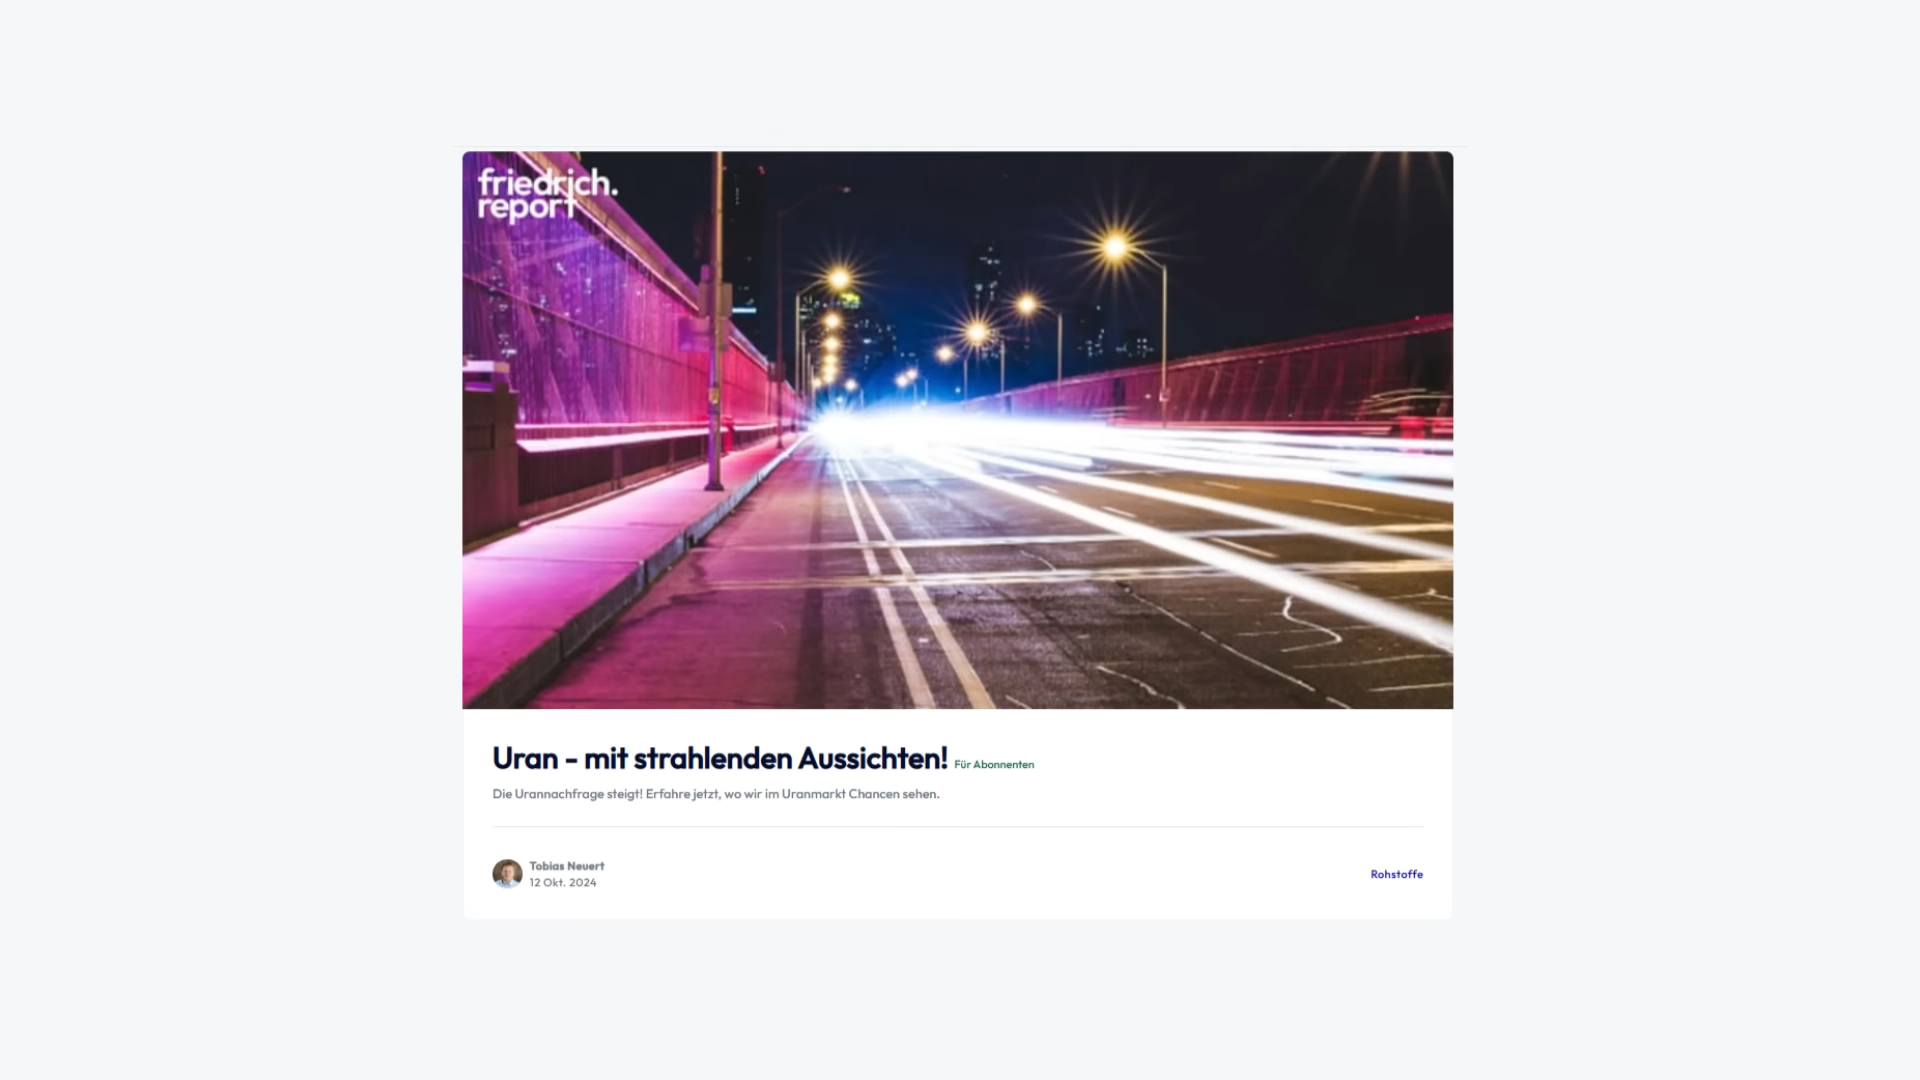 friedrich.
report
Uran - mit strahlenden Aussichten! Für Abonnenten
Die Urannachfrage steigt! Erfahre jetzt, wo wir im Uranmarkt Chancen sehen.
Tobias Neuert
12 Okt. 2024
Rohstoffe